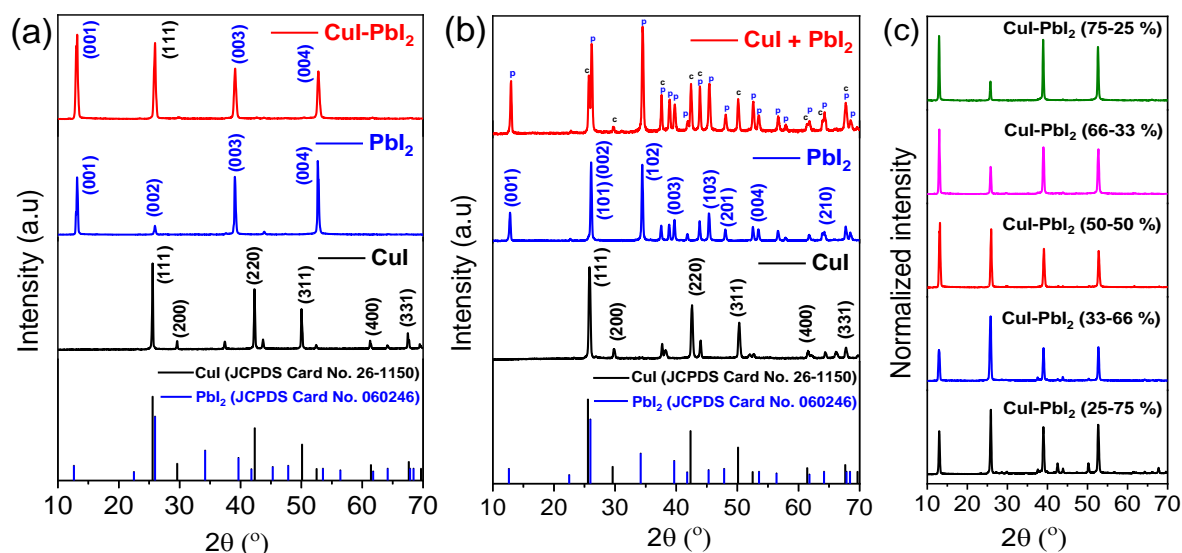 (a)
CuI-PbI₂
(001)
(111)
(003)
(004)
PbI₂
(001)
(002)
(003)
(004)
CuI
(111)
(200)
(220)
(311)
(400)
(331)
CuI (JCPDS Card No. 26-1150)
PbI₂ (JCPDS Card No. 060246)
Intensity (a.u)
10 20 30 40 50 60 70
2θ (°)
(b)
CuI + PbI₂
p c p c p c p p p p c c p p c p p p p c p c p c p p
PbI₂
(001)
(101) (002)
(102)
(003)
(103)
(201)
(004)
(210)
CuI
(111)
(200)
(220)
(311)
(400)
(331)
CuI (JCPDS Card No. 26-1150)
PbI₂ (JCPDS Card No. 060246)
Intensity (a.u)
10 20 30 40 50 60 70
2θ (°)
(c)
CuI-PbI₂ (75-25 %)
CuI-PbI₂ (66-33 %)
CuI-PbI₂ (50-50 %)
CuI-PbI₂ (33-66 %)
CuI-PbI₂ (25-75 %)
Normalized intensity
10 20 30 40 50 60 70
2θ (°)